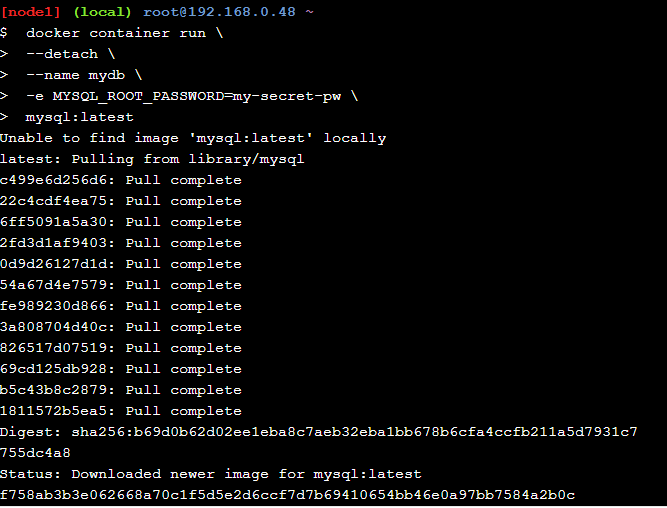 [node1] (local) root@192.168.0.48 ~
$  docker container run \
>  --detach \
>  --name mydb \
>  -e MYSQL_ROOT_PASSWORD=my-secret-pw \
>  mysql:latest
Unable to find image 'mysql:latest' locally
latest: Pulling from library/mysql
c499e6d256d6: Pull complete
22c4cdf4ea75: Pull complete
6ff5091a5a30: Pull complete
2fd3d1af9403: Pull complete
0d9d26127d1d: Pull complete
54a67d4e7579: Pull complete
fe989230d866: Pull complete
3a808704d40c: Pull complete
826517d07519: Pull complete
69cd125db928: Pull complete
b5c43b8c2879: Pull complete
1811572b5ea5: Pull complete
Digest: sha256:b69d0b62d02ee1eba8c7aeb32eba1bb678b6cfa4ccfb211a5d7931c7
755dc4a8
Status: Downloaded newer image for mysql:latest
f758ab3b3e062668a70c1f5d5e2d6ccf7d7b69410654bb46e0a97bb7584a2b0c